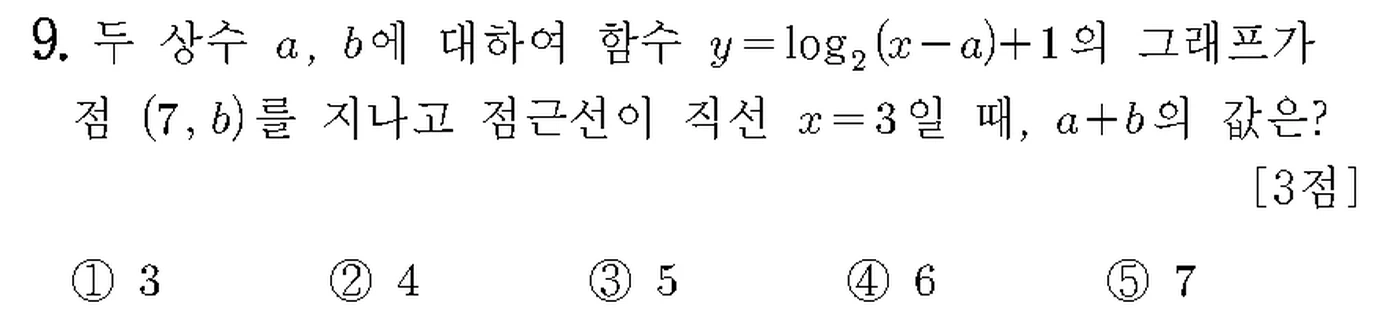 9. 두 상수 a, b에 대하여 함수 y=log₂(x-a)+1의 그래프가
점 (7, b)를 지나고 점근선이 직선 x=3일 때, a+b의 값은?
[3점]
① 3 ② 4 ③ 5 ④ 6 ⑤ 7